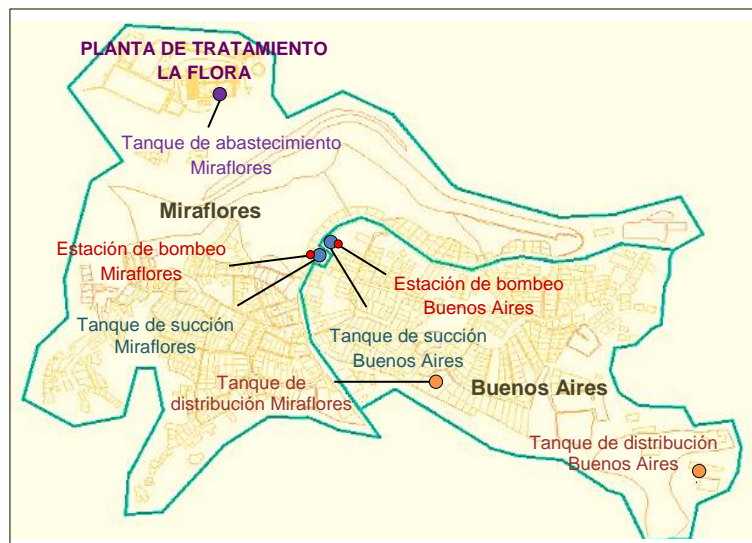 PLANTA DE TRATAMIENTO
LA FLORA
Tanque de abastecimiento
Miraflores
Miraflores
Estación de bombeo
Miraflores
Estación de bombeo
Buenos Aires
Tanque de succión
Miraflores
Tanque de succión
Buenos Aires
Tanque de
distribución Miraflores
Buenos Aires
Tanque de distribución
Buenos Aires